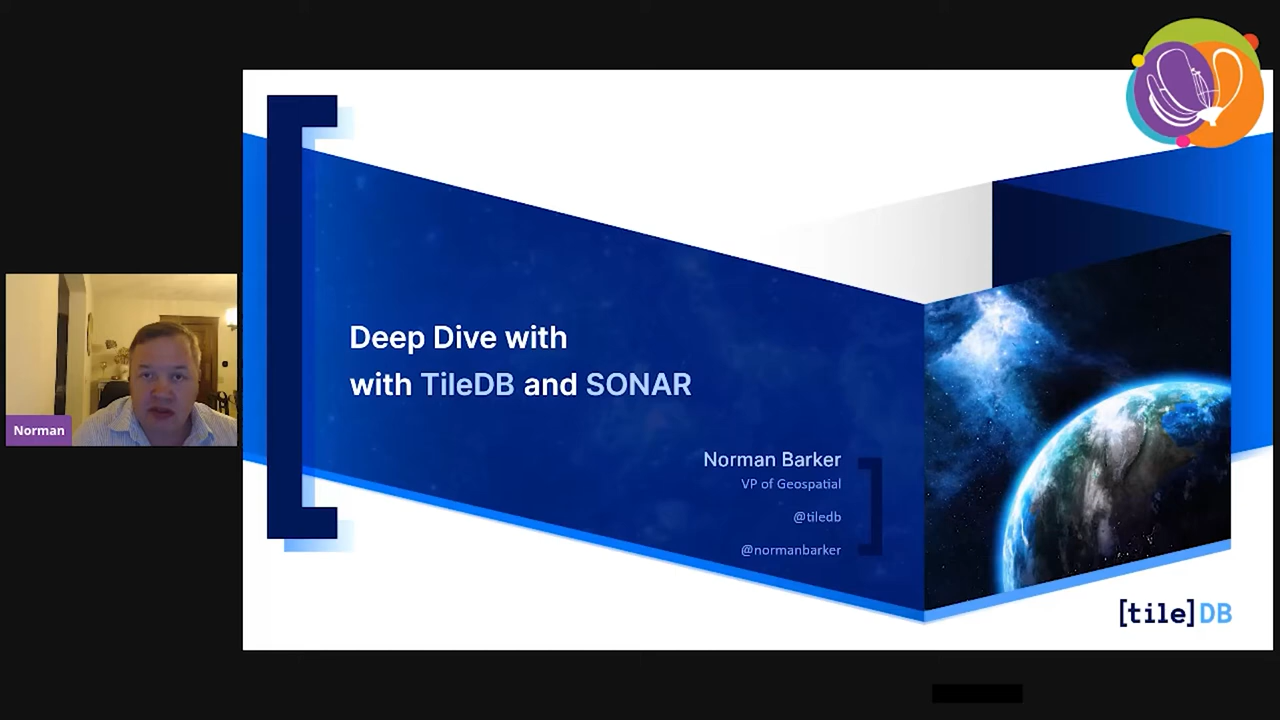 Deep Dive with
with TileDB and SONAR
Norman Barker
VP of Geospatial
@tiledb
@normanbarker
Norman
[tile]DB